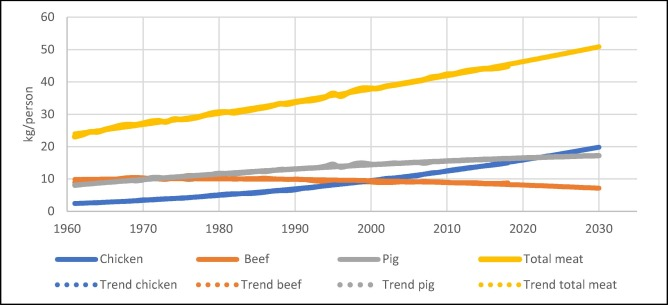 60
50
40
30
20
10
0
kg/person
1960 1970 1980 1990 2000 2010 2020 2030
Chicken Beef Pig Total meat
Trend chicken Trend beef Trend pig Trend total meat